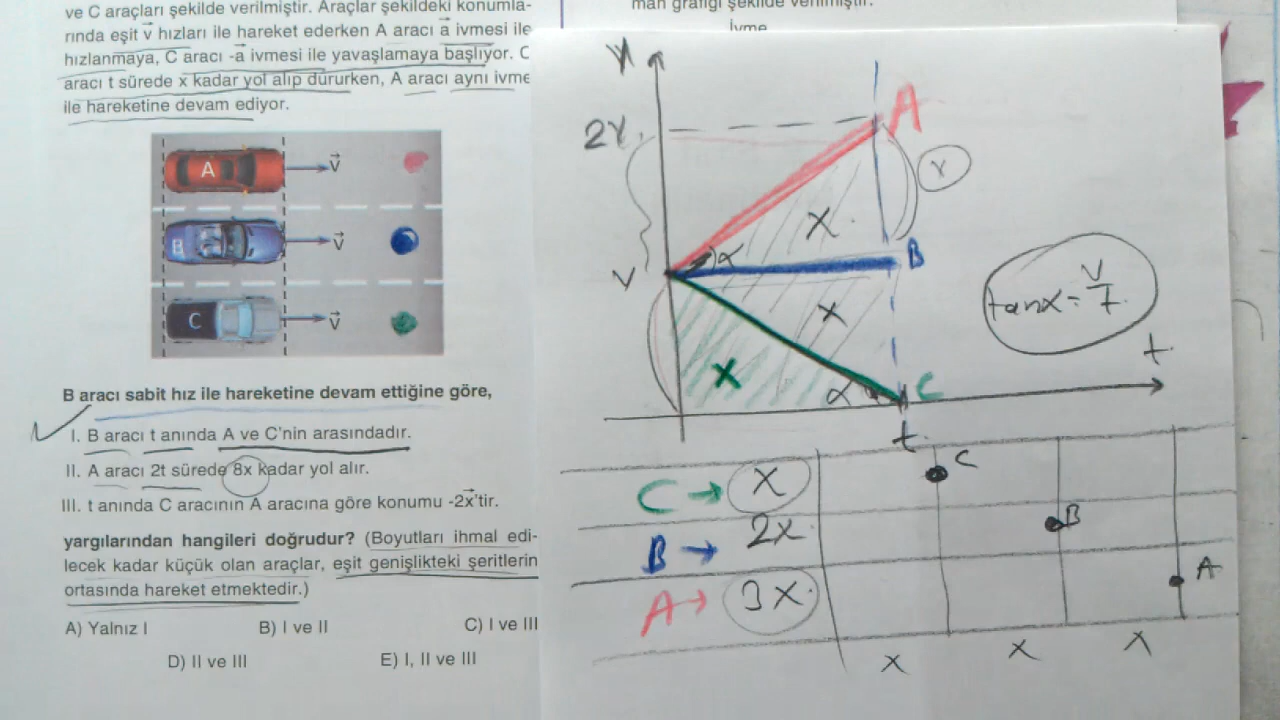 ve C araçları şekilde verilmiştir. Araçlar şekildeki konumla-
rında eşit v hızları ile hareket ederken A aracı a ivmesi ile
hızlanmaya, C aracı -a ivmesi ile yavaşlamaya başlıyor. C
aracı t sürede x kadar yol alıp dururken, A aracı aynı ivme
ile hareketine devam ediyor.
A v
B v
C v
B aracı sabit hız ile hareketine devam ettiğine göre,
I. B aracı t anında A ve C'nin arasındadır.
II. A aracı 2t sürede 8x kadar yol alır.
III. t anında C aracının A aracına göre konumu -2x'tir.
yargılarından hangileri doğrudur? (Boyutları ihmal edi-
lecek kadar küçük olan araçlar, eşit genişlikteki şeritlerin
ortasında hareket etmektedir.)
A) Yalnız I B) I ve II C) I ve III
D) II ve III E) I, II ve III
man grafiği şekilde verilmiştir.
İvme
V
A
2V
V
x
α
B
V
x
tanα = V/T
t
x
α
C
t
C → x
C
B → 2x
B
A → 3x
A
x x x